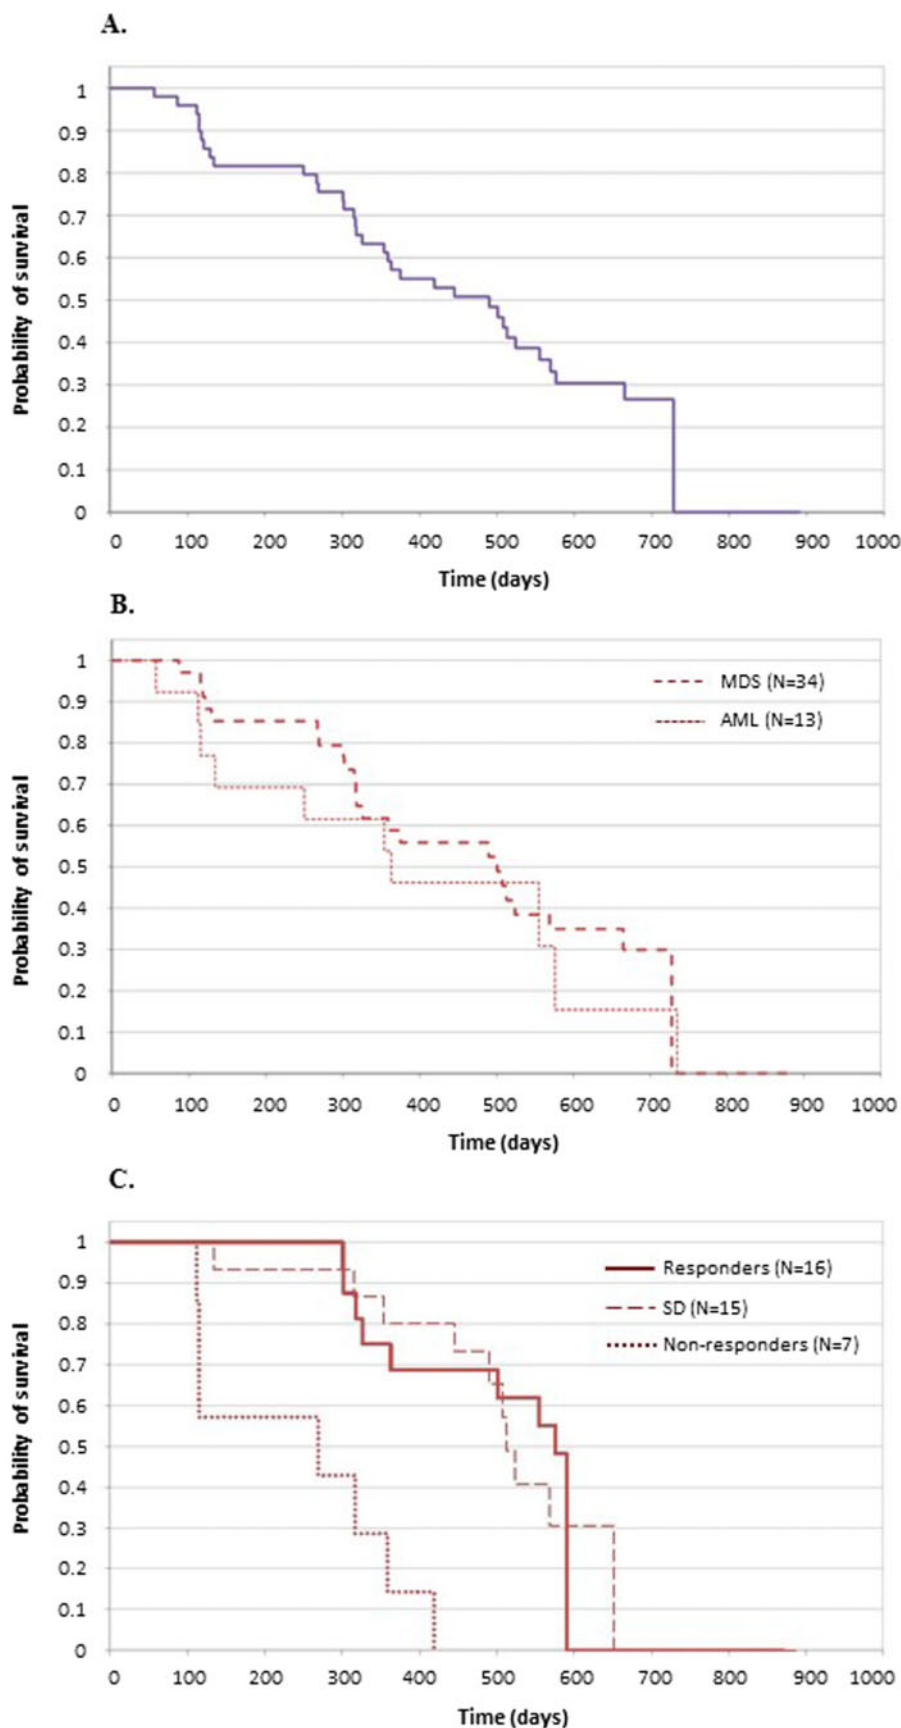 A.
1
0.9
0.8
0.7
0.6
0.5
0.4
0.3
0.2
0.1
0
Probability of survival
0 100 200 300 400 500 600 700 800 900 1000
Time (days)
B.
1
0.9
0.8
0.7
0.6
0.5
0.4
0.3
0.2
0.1
0
Probability of survival
MDS (N=34)
AML (N=13)
0 100 200 300 400 500 600 700 800 900 1000
Time (days)
C.
1
0.9
0.8
0.7
0.6
0.5
0.4
0.3
0.2
0.1
0
Probability of survival
Responders (N=16)
SD (N=15)
Non-responders (N=7)
0 100 200 300 400 500 600 700 800 900 1000
Time (days)